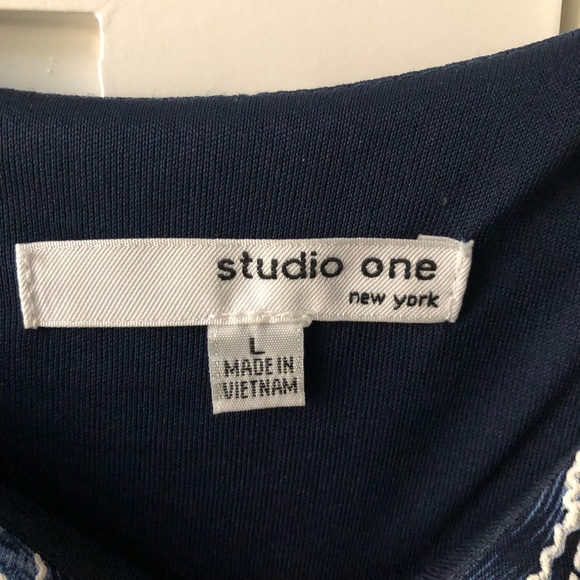 studio one
new york
L
MADE IN
VIETNAM